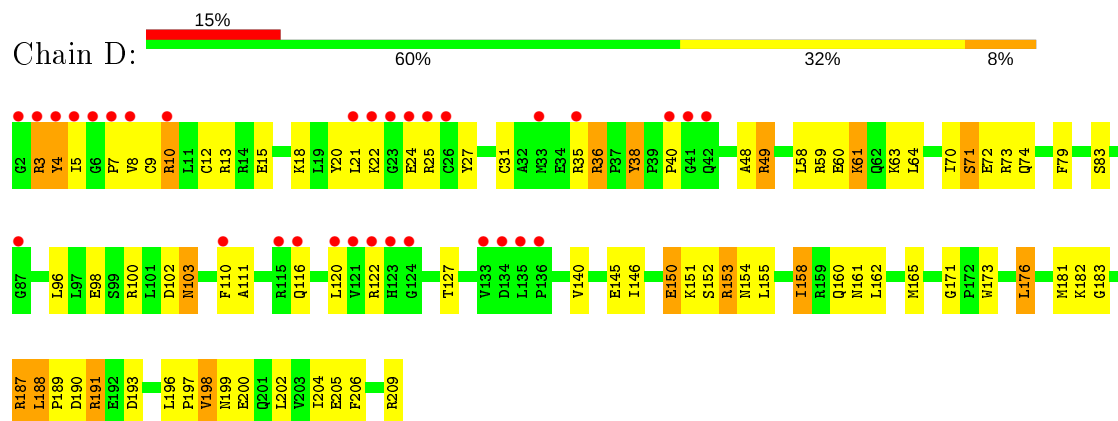 15%
Chain D:
60% 32% 8%
G2 R3 Y4 I5 G6 P7 V8 C9 R10 L11 C12 R13 R14 E15 K18 L19 Y20 L21 K22 G23 E24 R25 C26 Y27 C31 A32 M33 E34 R35 R36 P37 Y38 P39 P40 G41 Q42 A48 R49 L58 R59 E60 K61 Q62 K63 L64 I70 S71 E72 R73 Q74 F79 S83
G87 L96 L97 E98 S99 R100 L101 D102 N103 F110 A111 R115 Q116 L120 V121 R122 H123 G124 T127 V133 D134 L135 P136 V140 E145 I146 E150 K151 S152 R153 N154 L155 I158 R159 Q160 N161 L162 M165 G171 P172 W173 L176 M181 K182 G183
R187 L188 P189 D190 R191 E192 D193 L196 P197 V198 N199 E200 Q201 L202 V203 I204 E205 F206 R209